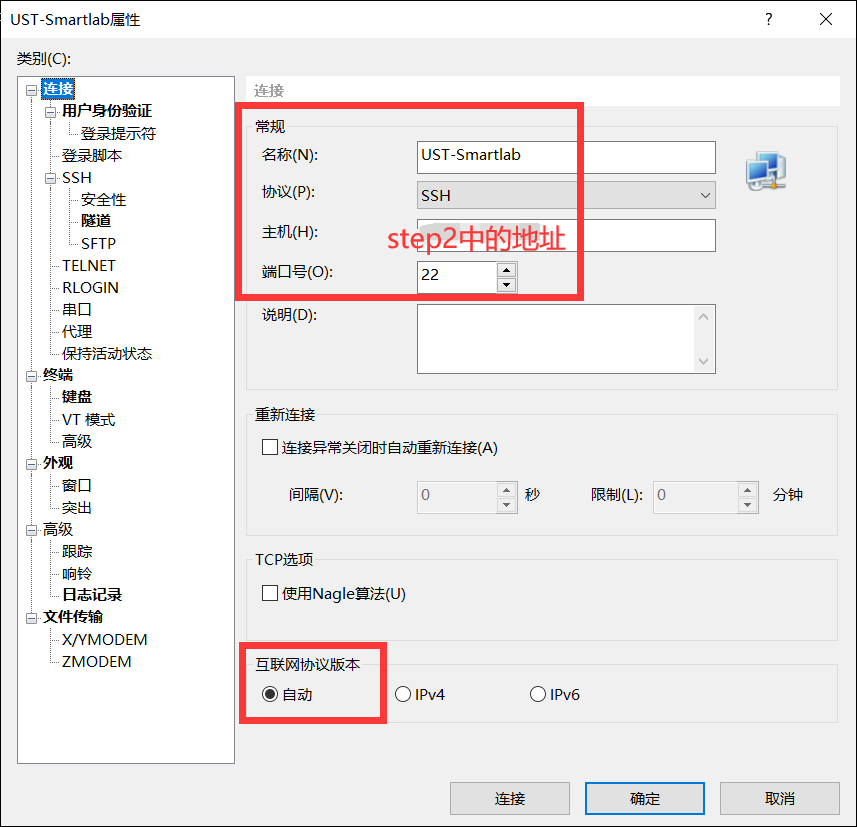 UST-Smartlab属性
类别(C):
连接
用户身份验证
登录提示符
登录脚本
SSH
安全性
隧道
SFTP
TELNET
RLOGIN
串口
代理
保持活动状态
终端
键盘
VT 模式
高级
外观
窗口
突出
高级
跟踪
响铃
日志记录
文件传输
X/YMODEM
ZMODEM
连接
常规
名称(N): UST-Smartlab
协议(P): SSH
主机(H): step2中的地址
端口号(O): 22
说明(D):
重新连接
连接异常关闭时自动重新连接(A)
间隔(V): 0 秒 限制(L): 0 分钟
TCP选项
使用Nagle算法(U)
互联网协议版本
自动 IPv4 IPv6
连接 确定 取消